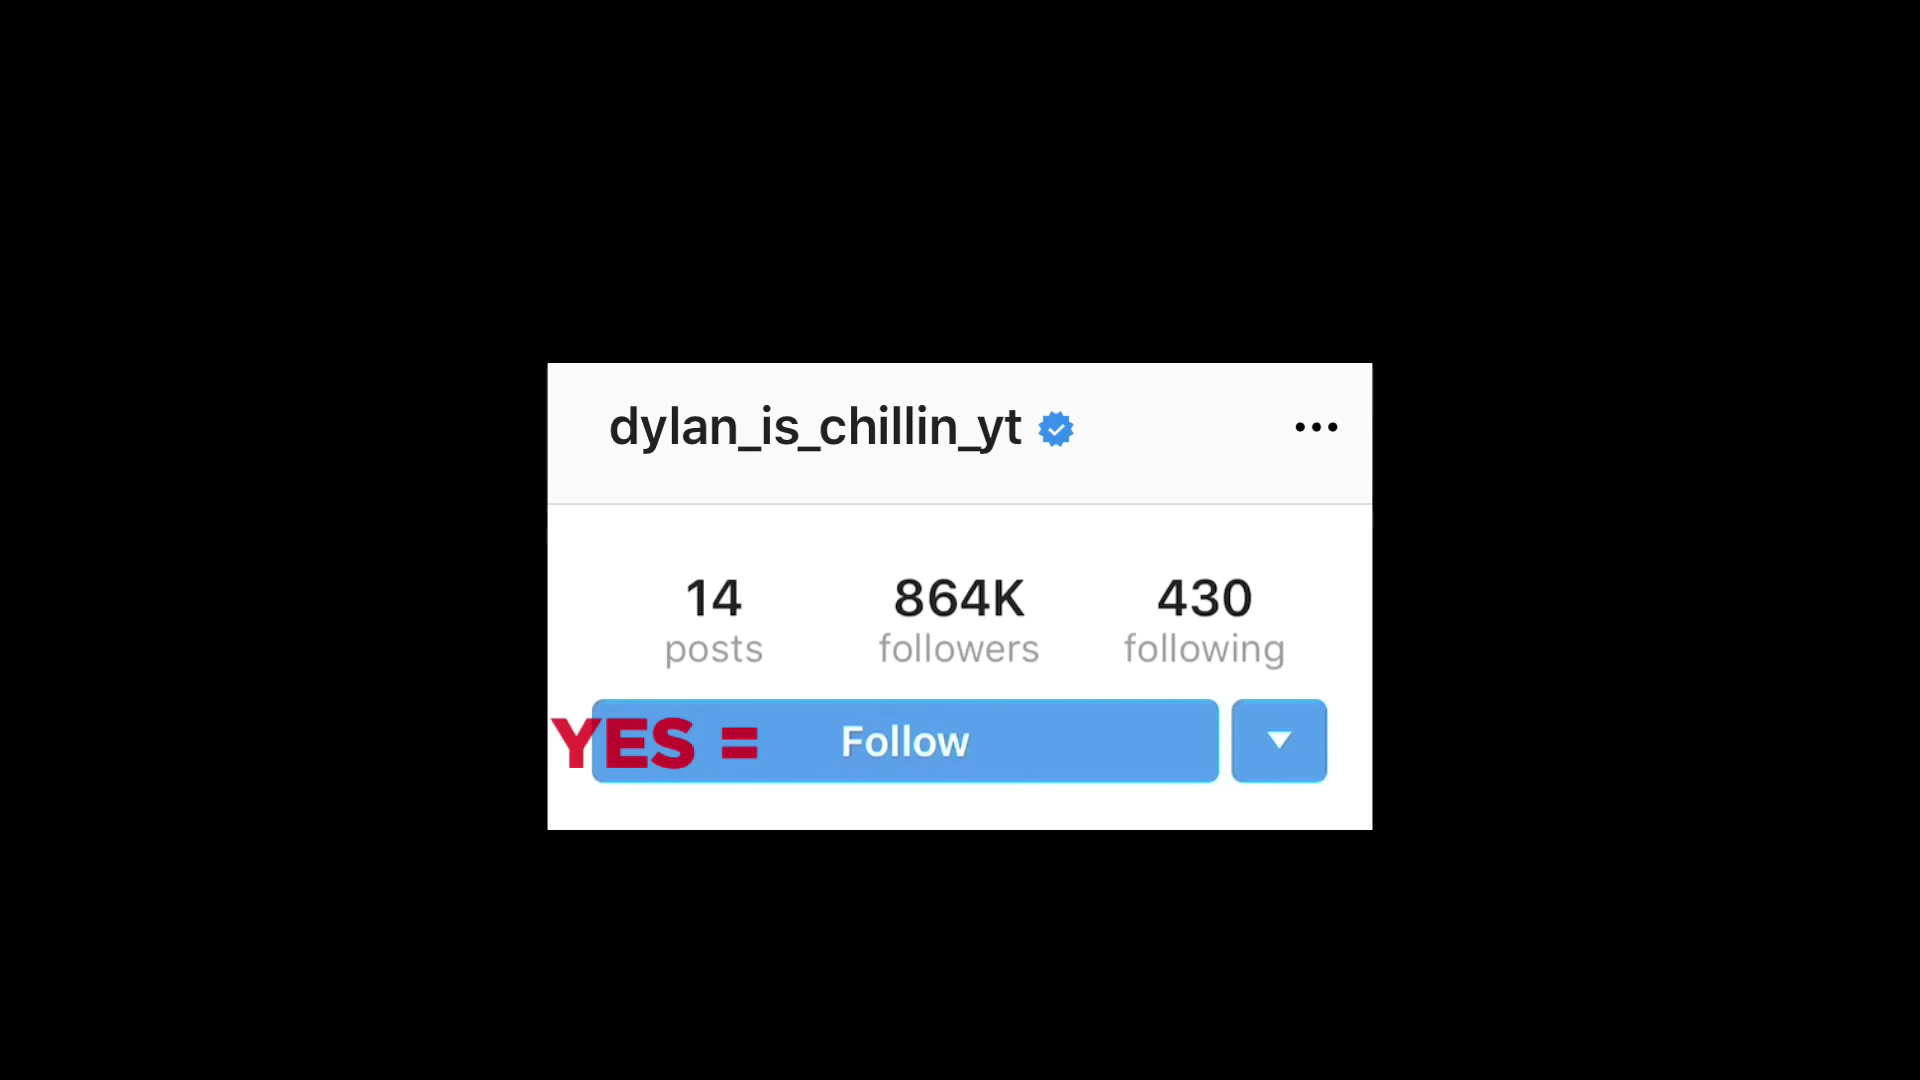 dylan_is_chillin_yt
14 864K 430
posts followers following
YES = Follow